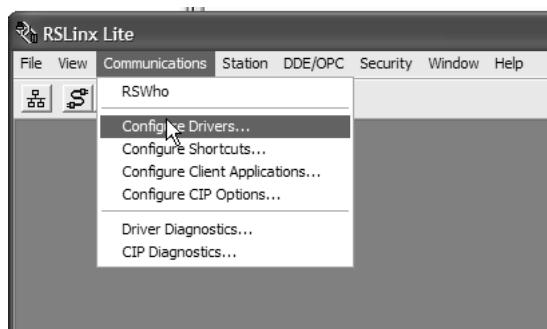 RSLinx Lite
File View Communications Station DDE/OPC Security Window Help
RSWho
Configure Drivers...
Configure Shortcuts...
Configure Client Applications...
Configure CIP Options...
Driver Diagnostics...
CIP Diagnostics...